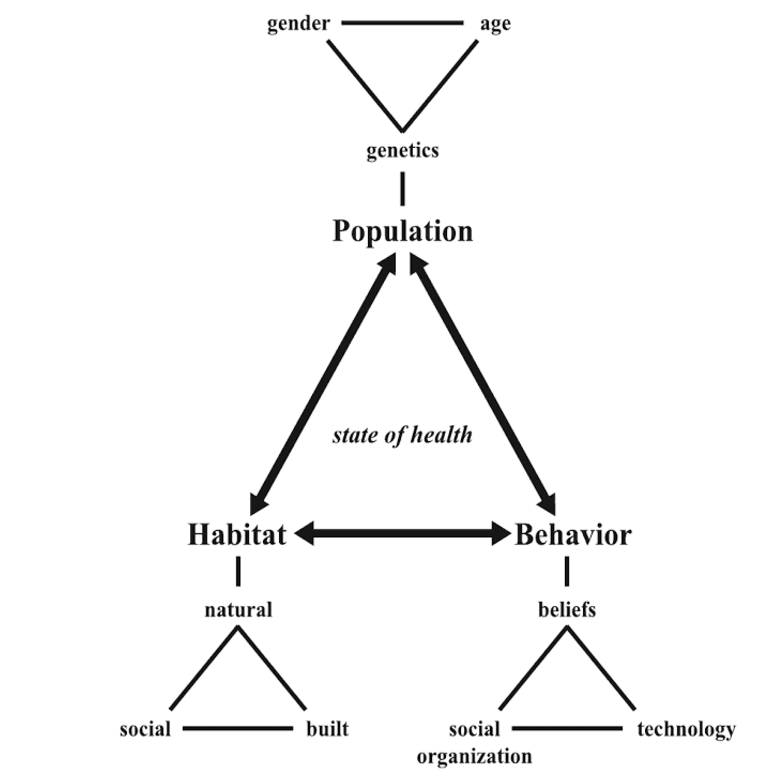 gender age
genetics
Population
state of health
Habitat Behavior
natural beliefs
social built social technology
organization